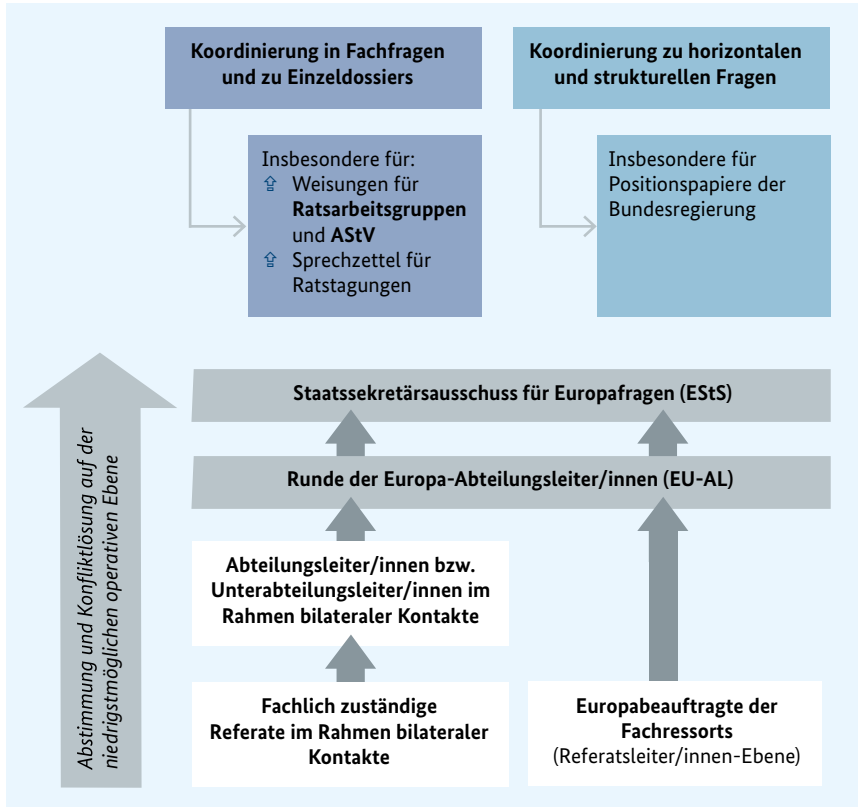 Koordinierung in Fachfragen
und zu Einzeldossiers
Insbesondere für:
Weisungen für
Ratsarbeitsgruppen
und AStV
Sprechzettel für
Ratstagungen
Koordinierung zu horizontalen
und strukturellen Fragen
Insbesondere für
Positionspapiere der
Bundesregierung
Abstimmung und Konfliktlösung auf der
niedrigstmöglichen operativen Ebene
Staatssekretärsausschuss für Europafragen (EStS)
Runde der Europa-Abteilungsleiter/innen (EU-AL)
Abteilungsleiter/innen bzw.
Unterabteilungsleiter/innen im
Rahmen bilateraler Kontakte
Fachlich zuständige
Referate im Rahmen bilateraler
Kontakte
Europabeauftragte der
Fachressorts
(Referatsleiter/innen-Ebene)